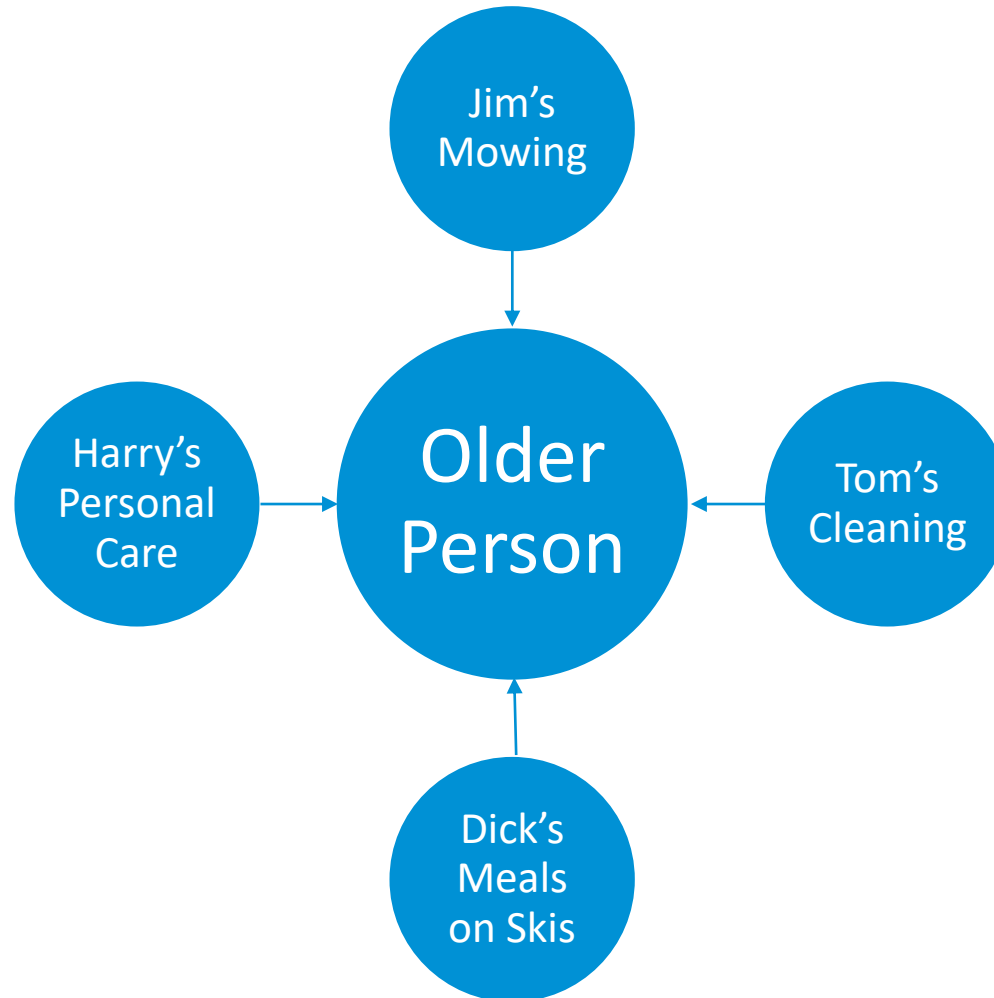 Jim’s
Mowing
Harry’s
Personal
Care
Older
Person
Tom’s
Cleaning
Dick’s
Meals
on Skis